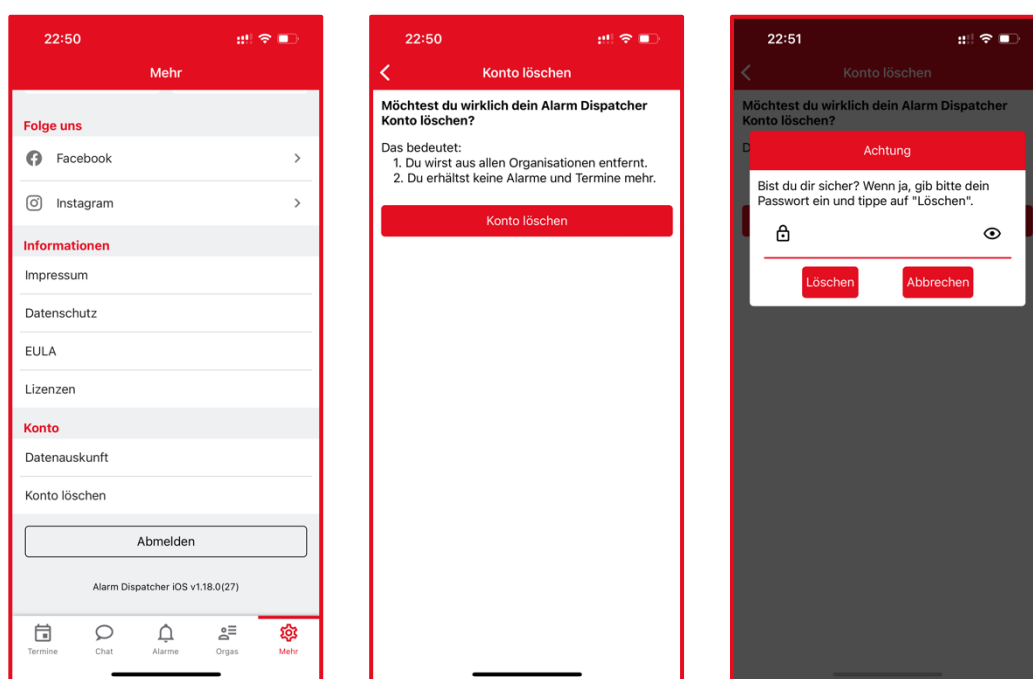 22:50
Mehr
Folge uns
Facebook
Instagram
Informationen
Impressum
Datenschutz
EULA
Lizenzen
Konto
Datenauskunft
Konto löschen
Abmelden
Alarm Dispatcher iOS v1.18.0(27)
Termine Chat Alarme Orgas Mehr
22:50
Konto löschen
Möchtest du wirklich dein Alarm Dispatcher
Konto löschen?
Das bedeutet:
1. Du wirst aus allen Organisationen entfernt.
2. Du erhältst keine Alarme und Termine mehr.
Konto löschen
22:51
Konto löschen
Möchtest du wirklich dein Alarm Dispatcher
Konto löschen?
D
Achtung
Bist du dir sicher? Wenn ja, gib bitte dein
Passwort ein und tippe auf "Löschen".
Löschen Abbrechen